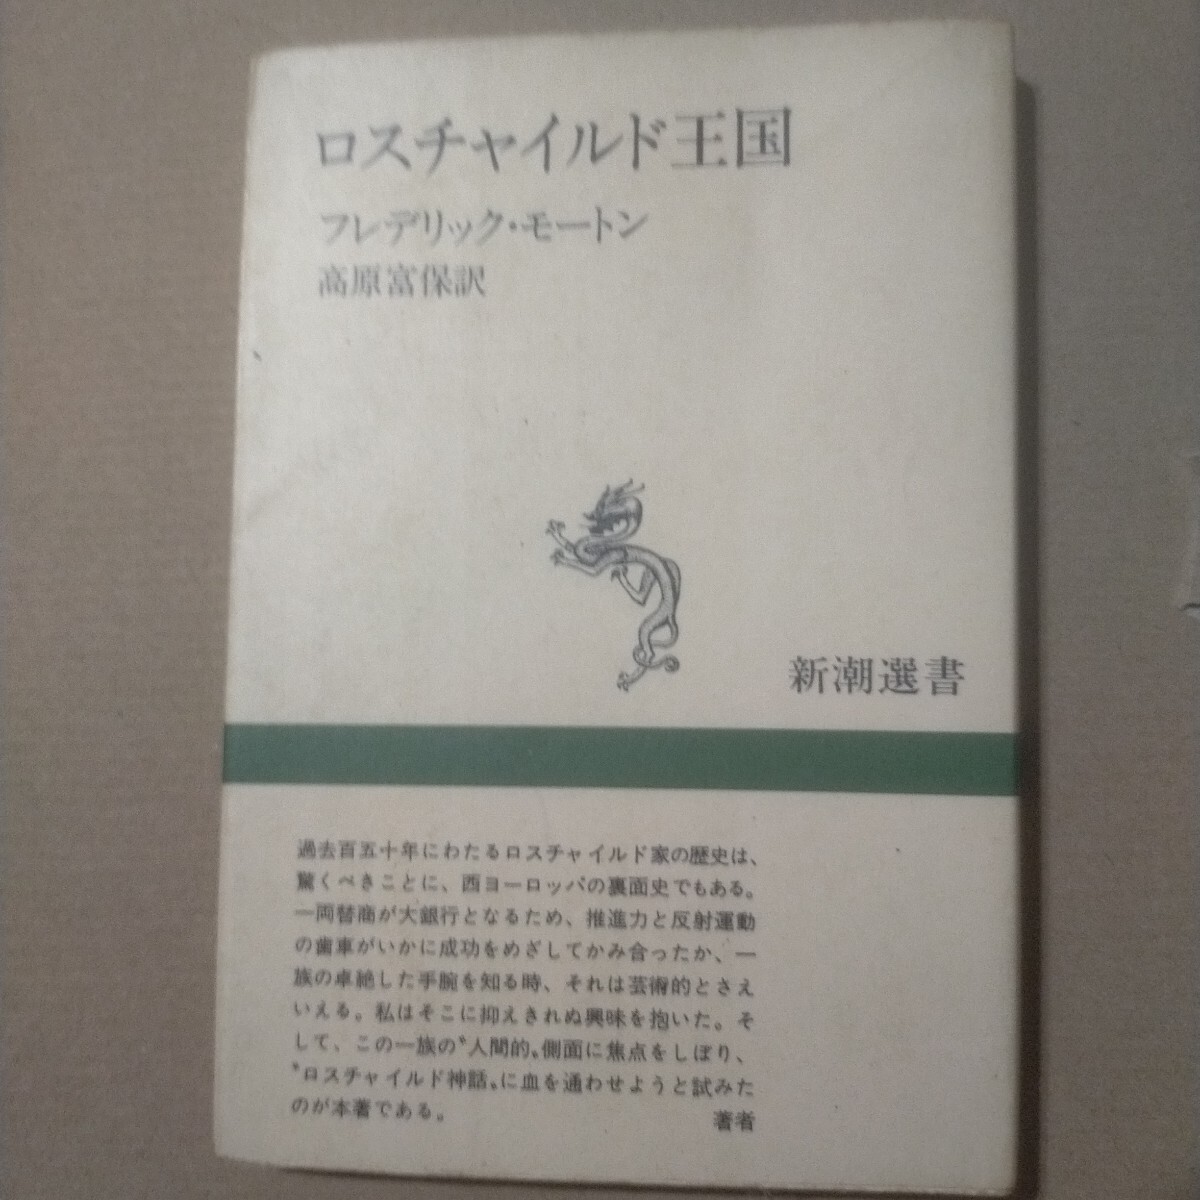 ロスチャイルド王国
フレデリック・モートン
高原富保訳
新潮選書
過去百五十年にわたるロスチャイルド家の歴史は、
驚くべきことに、西ヨーロッパの裏面史でもある。
一両替商が大銀行となるため、推進力と反射運動
の歯車がいかに成功をめざしてかみ合ったか、一
族の卓絶した手腕を知る時、それは芸術的とさえ
いえる。私はそこに抑えきれぬ興味を抱いた。そ
して、この一族の〝人間的〟側面に焦点をしぼり、
〝ロスチャイルド神話〟に血を通わせようと試みた
のが本著である。
著者